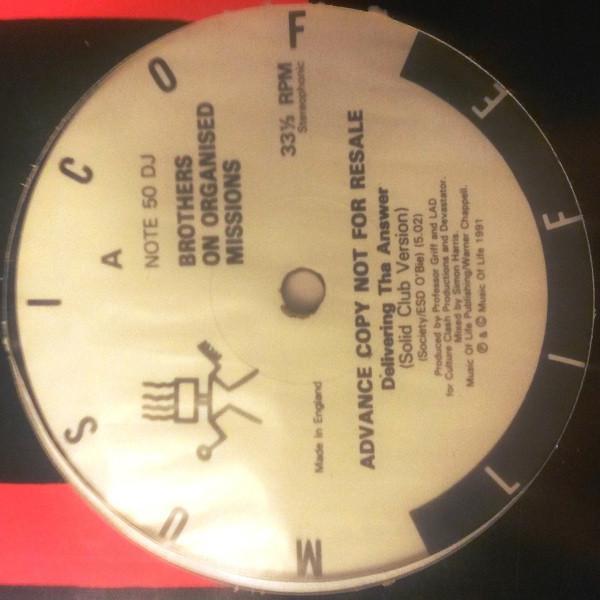 MUSIC OF LIFE
A
NOTE 50 DJ
BROTHERS
ON ORGANISED
MISSIONS
33⅓ RPM
Stereophonic
Made in England
ADVANCE COPY NOT FOR RESALE
Delivering Tha Answer
(Solid Club Version)
(Society/ESD O'Bie) (5.02)
Produced by Professor Griff and LAD
for Culture Clash Productions and Devastator.
Mixed by Simon Harris.
Music Of Life Publishing/Warner Chappell.
℗ & © Music Of Life 1991